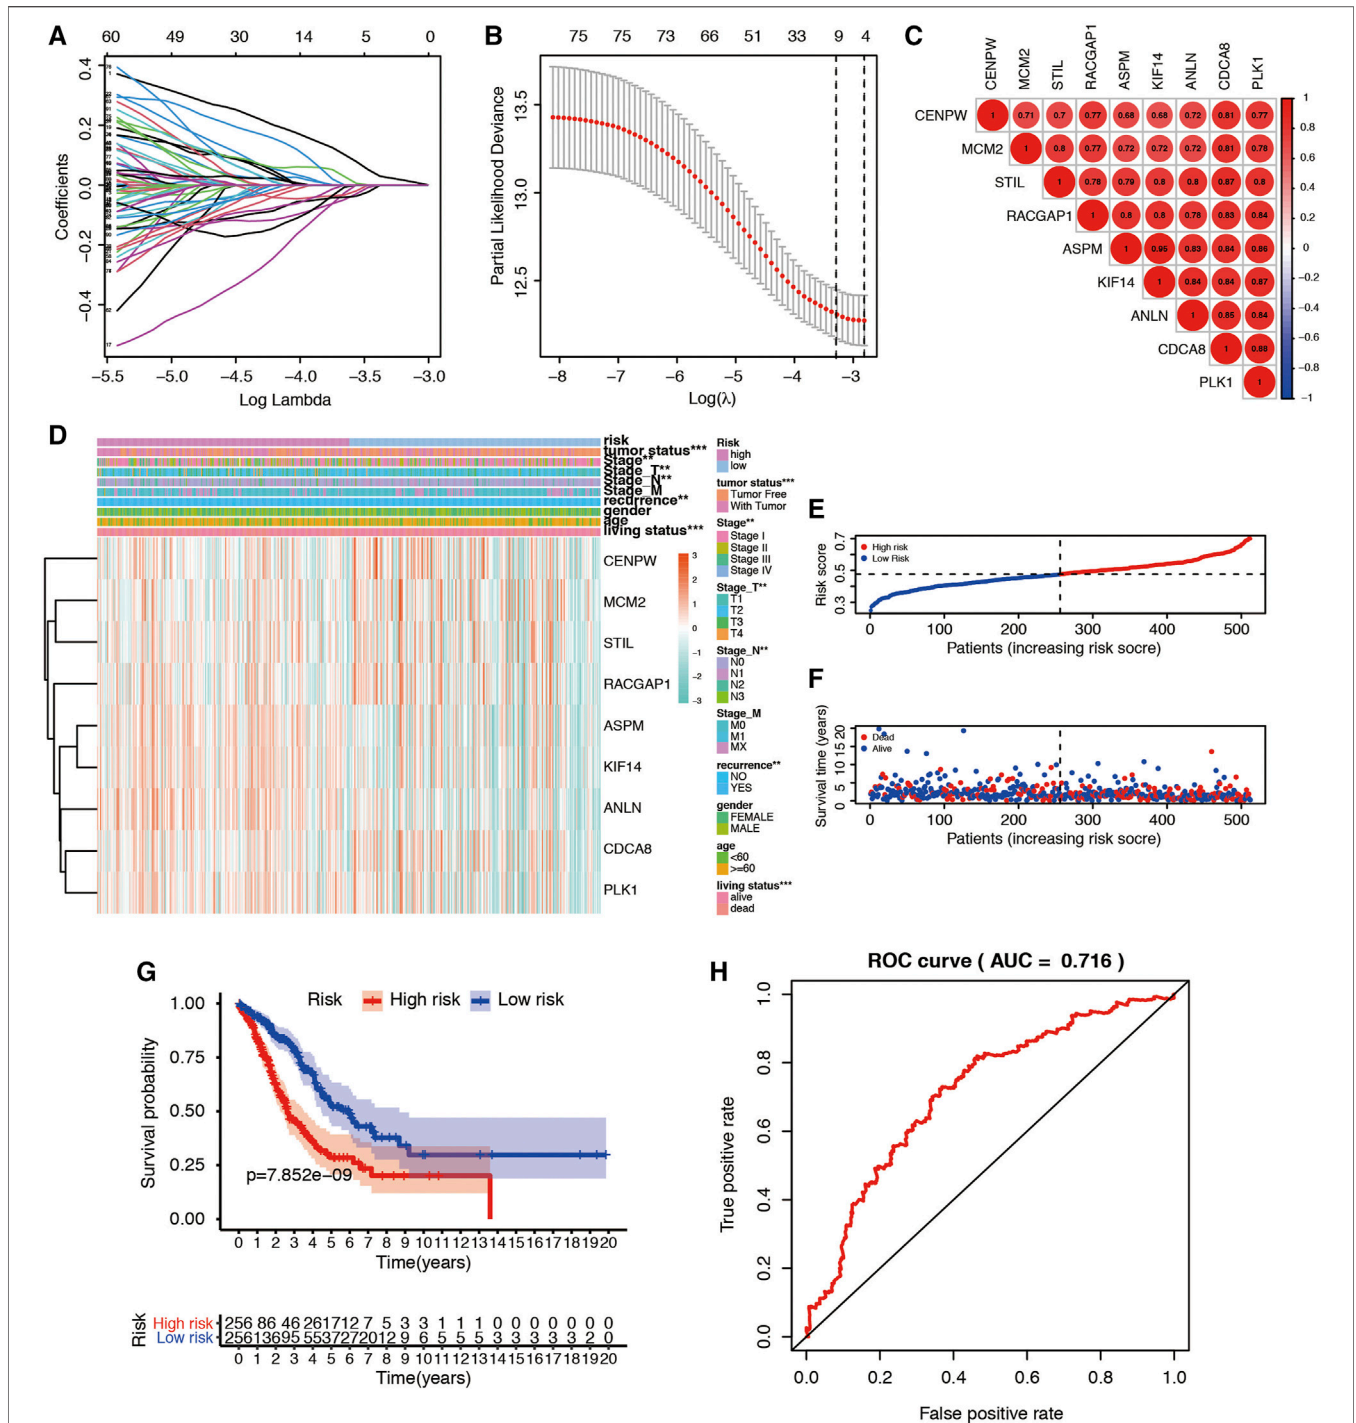 A
60 49 30 14 5 0
0.4
0.2
0.0
−0.2
−0.4
Coefficients
−5.5 −5.0 −4.5 −4.0 −3.5 −3.0
Log Lambda
B
75 75 73 66 51 33 9 4
13.5
13.0
12.5
Partial Likelihood Deviance
−8 −7 −6 −5 −4 −3
Log(λ)
C
CENPW MCM2 STIL RACGAP1 ASPM KIF14 ANLN CDCA8 PLK1
CENPW 1 0.71 0.7 0.77 0.68 0.68 0.72 0.81 0.77
MCM2 1 0.8 0.77 0.72 0.72 0.72 0.81 0.78
STIL 1 0.78 0.79 0.8 0.8 0.87 0.8
RACGAP1 1 0.8 0.8 0.78 0.83 0.84
ASPM 1 0.95 0.83 0.84 0.86
KIF14 1 0.84 0.84 0.87
ANLN 1 0.85 0.84
CDCA8 1 0.88
PLK1 1
1
0.8
0.6
0.4
0.2
0
−0.2
−0.4
−0.6
−0.8
−1
D
risk
tumor status***
Stage**
Stage_T**
Stage_N**
Stage_M
recurrence**
gender
age
living status***
CENPW
MCM2
STIL
RACGAP1
ASPM
KIF14
ANLN
CDCA8
PLK1
3
2
1
0
−1
−2
−3
Risk
high
low
tumor status***
Tumor Free
With Tumor
Stage**
Stage I
Stage II
Stage III
Stage IV
Stage_T**
T1
T2
T3
T4
Stage_N**
N0
N1
N2
N3
Stage_M
M0
M1
MX
recurrence**
NO
YES
gender
FEMALE
MALE
age
<60
>=60
living status***
alive
dead
E
High risk
Low Risk
0.7
0.5
0.3
Risk score
0 100 200 300 400 500
Patients (increasing risk socre)
F
Dead
Alive
20
15
10
5
0
Survival time (years)
0 100 200 300 400 500
Patients (increasing risk socre)
G
Risk High risk Low risk
1.00
0.75
0.50
0.25
0.00
Survival probability
p=7.852e−09
0 1 2 3 4 5 6 7 8 9 10 11 12 13 14 15 16 17 18 19 20
Time(years)
Risk
High risk 256 86 46 26 17 12 7 5 3 3 1 1 1 0 0 0 0 0 0 0
Low risk 256 136 95 55 37 27 20 12 9 6 5 5 5 3 3 3 3 3 2 0
0 1 2 3 4 5 6 7 8 9 10 11 12 13 14 15 16 17 18 19 20
Time(years)
H
ROC curve ( AUC = 0.716 )
1.0
0.8
0.6
0.4
0.2
0.0
True positive rate
0.0 0.2 0.4 0.6 0.8 1.0
False positive rate